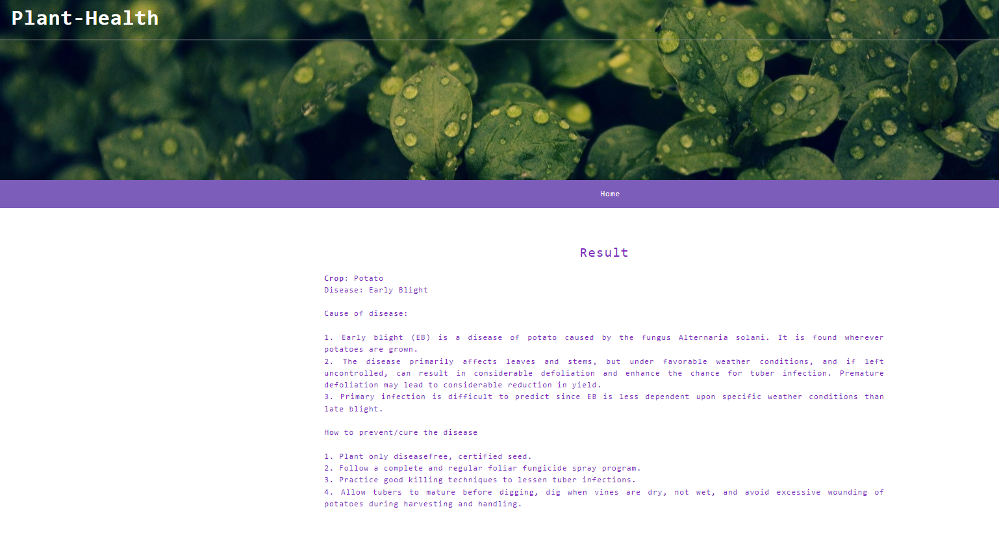 Plant-Health
Home
Result
Crop: Potato
Disease: Early Blight
Cause of disease:
1. Early blight (EB) is a disease of potato caused by the fungus Alternaria solani. It is found wherever
potatoes are grown.
2. The disease primarily affects leaves and stems, but under favorable weather conditions, and if left
uncontrolled, can result in considerable defoliation and enhance the chance for tuber infection. Premature
defoliation may lead to considerable reduction in yield.
3. Primary infection is difficult to predict since EB is less dependent upon specific weather conditions than
late blight.
How to prevent/cure the disease
1. Plant only diseasefree, certified seed.
2. Follow a complete and regular foliar fungicide spray program.
3. Practice good killing techniques to lessen tuber infections.
4. Allow tubers to mature before digging, dig when vines are dry, not wet, and avoid excessive wounding of
potatoes during harvesting and handling.